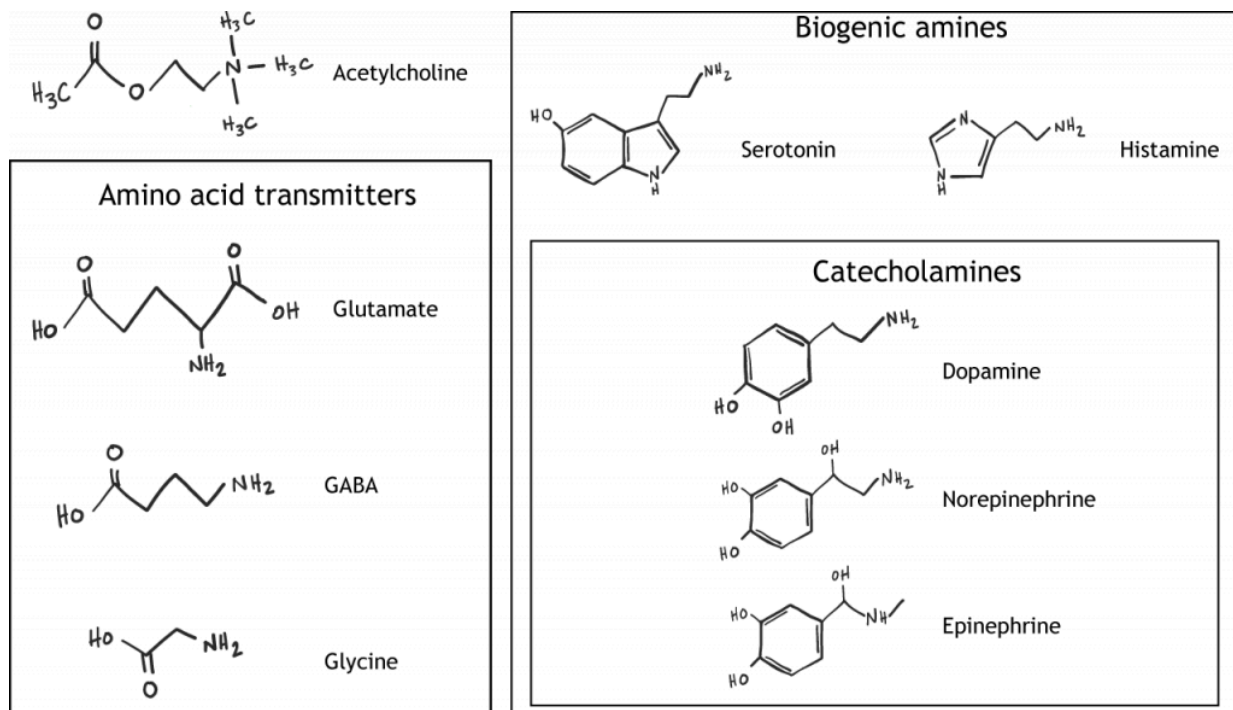 O
H3C
O
N
H3C
H3C
H3C
Acetylcholine
Amino acid transmitters
O
HO
O
OH
NH2
Glutamate
O
HO
NH2
GABA
HO
O
NH2
Glycine
Biogenic amines
HO
NH2
N
H
Serotonin
N
N
H
NH2
Histamine
Catecholamines
NH2
HO
OH
Dopamine
OH
HO
NH2
HO
Norepinephrine
OH
HO
NH
HO
Epinephrine